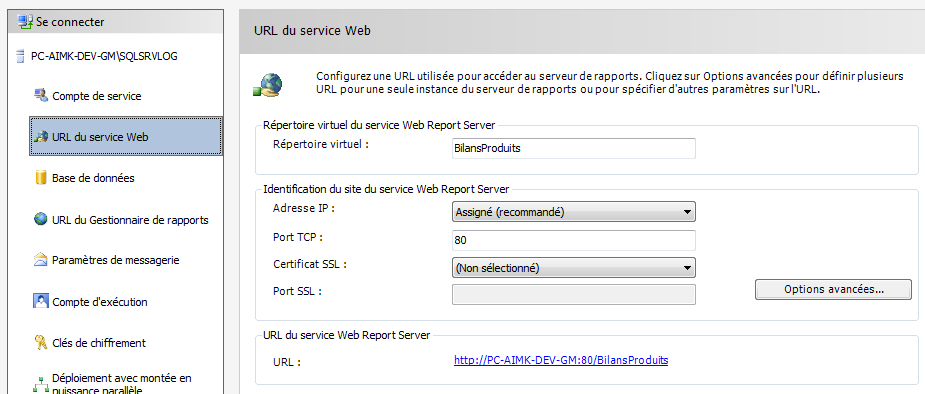 Se connecter
PC-AIMK-DEV-GM\SQLSRVLOG
Compte de service
URL du service Web
Base de données
URL du Gestionnaire de rapports
Paramètres de messagerie
Compte d'exécution
Clés de chiffrement
Déploiement avec montée en
puissance parallèle
URL du service Web
Configurez une URL utilisée pour accéder au serveur de rapports. Cliquez sur Options avancées pour définir plusieurs
URL pour une seule instance du serveur de rapports ou pour spécifier d'autres paramètres sur l'URL.
Répertoire virtuel du service Web Report Server
Répertoire virtuel : BilansProduits
Identification du site du service Web Report Server
Adresse IP : Assigné (recommandé)
Port TCP : 80
Certificat SSL : (Non sélectionné)
Port SSL :
Options avancées...
URL du service Web Report Server
URL : http://PC-AIMK-DEV-GM:80/BilansProduits